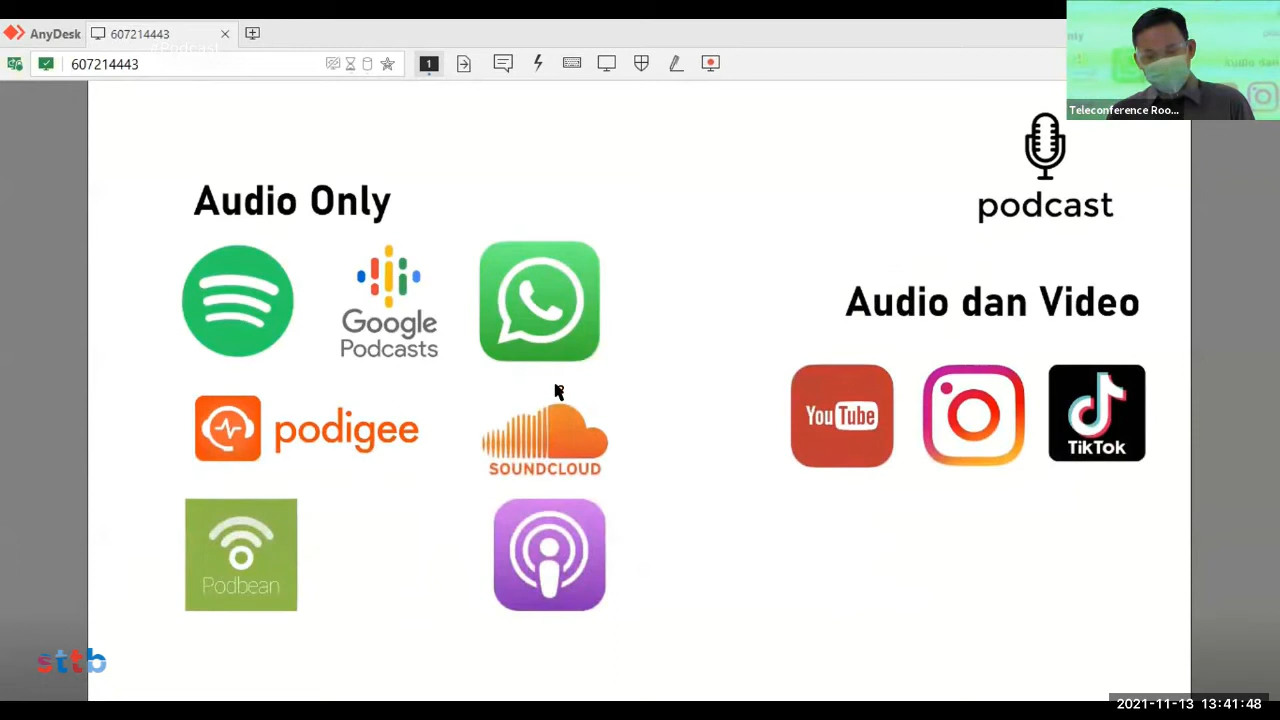 AnyDesk
607214443
#Podcast
607214443
1
Teleconference Roo...
podcast
Audio Only
Google
Podcasts
podigee
SOUNDCLOUD
Podbean
Audio dan Video
YouTube
TikTok
sttb
2021-11-13 13:41:48